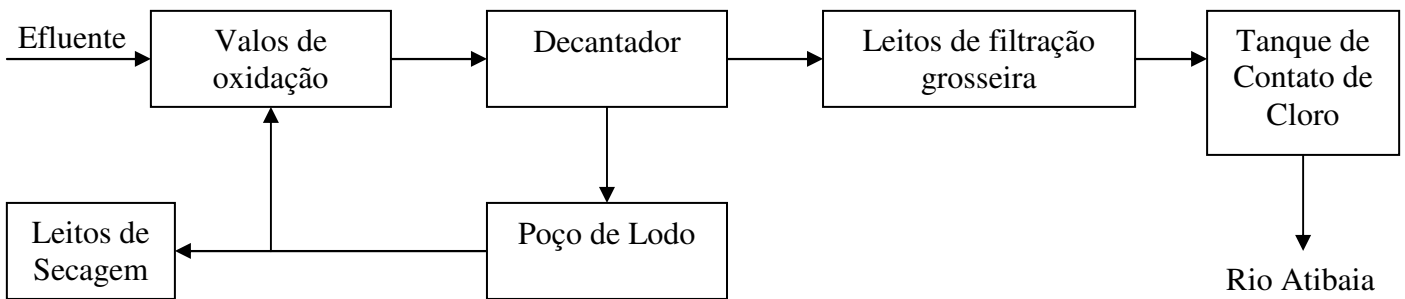 Efluente
Valos de
oxidação
Decantador
Leitos de filtração
grosseira
Tanque de
Contato de
Cloro
Leitos de
Secagem
Poço de Lodo
Rio Atibaia